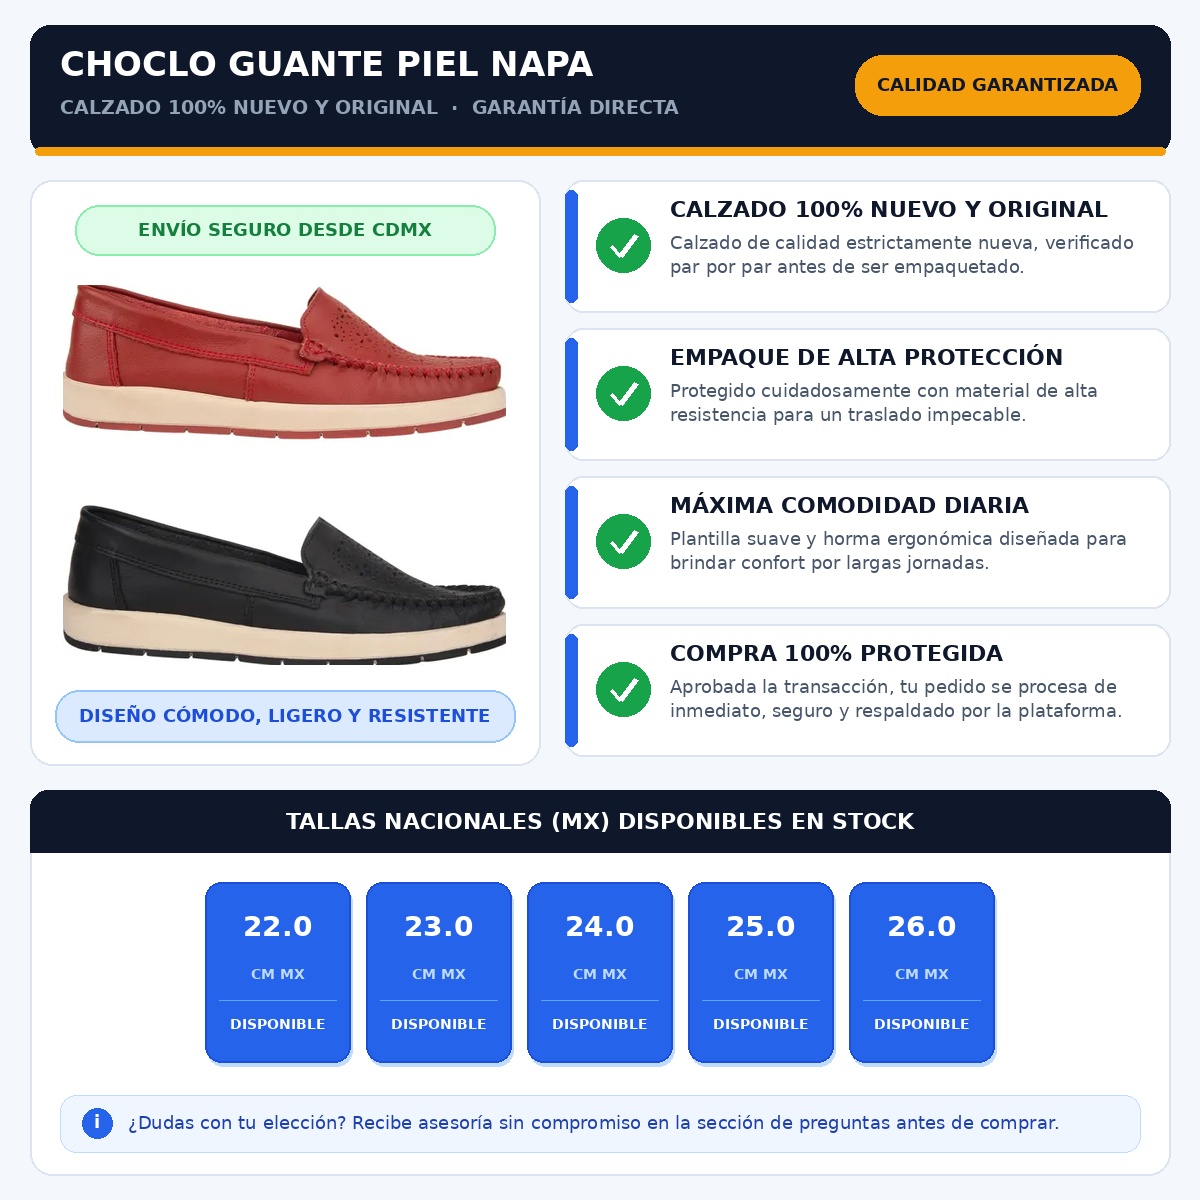 CHOCLO GUANTE PIEL NAPA
CALZADO 100% NUEVO Y ORIGINAL · GARANTÍA DIRECTA
CALIDAD GARANTIZADA
ENVÍO SEGURO DESDE CDMX
DISEÑO CÓMODO, LIGERO Y RESISTENTE
CALZADO 100% NUEVO Y ORIGINAL
Calzado de calidad estrictamente nueva, verificado
par por par antes de ser empaquetado.
EMPAQUE DE ALTA PROTECCIÓN
Protegido cuidadosamente con material de alta
resistencia para un traslado impecable.
MÁXIMA COMODIDAD DIARIA
Plantilla suave y horma ergonómica diseñada para
brindar confort por largas jornadas.
COMPRA 100% PROTEGIDA
Aprobada la transacción, tu pedido se procesa de
inmediato, seguro y respaldado por la plataforma.
TALLAS NACIONALES (MX) DISPONIBLES EN STOCK
22.0
CM MX
DISPONIBLE
23.0
CM MX
DISPONIBLE
24.0
CM MX
DISPONIBLE
25.0
CM MX
DISPONIBLE
26.0
CM MX
DISPONIBLE
i
¿Dudas con tu elección? Recibe asesoría sin compromiso en la sección de preguntas antes de comprar.